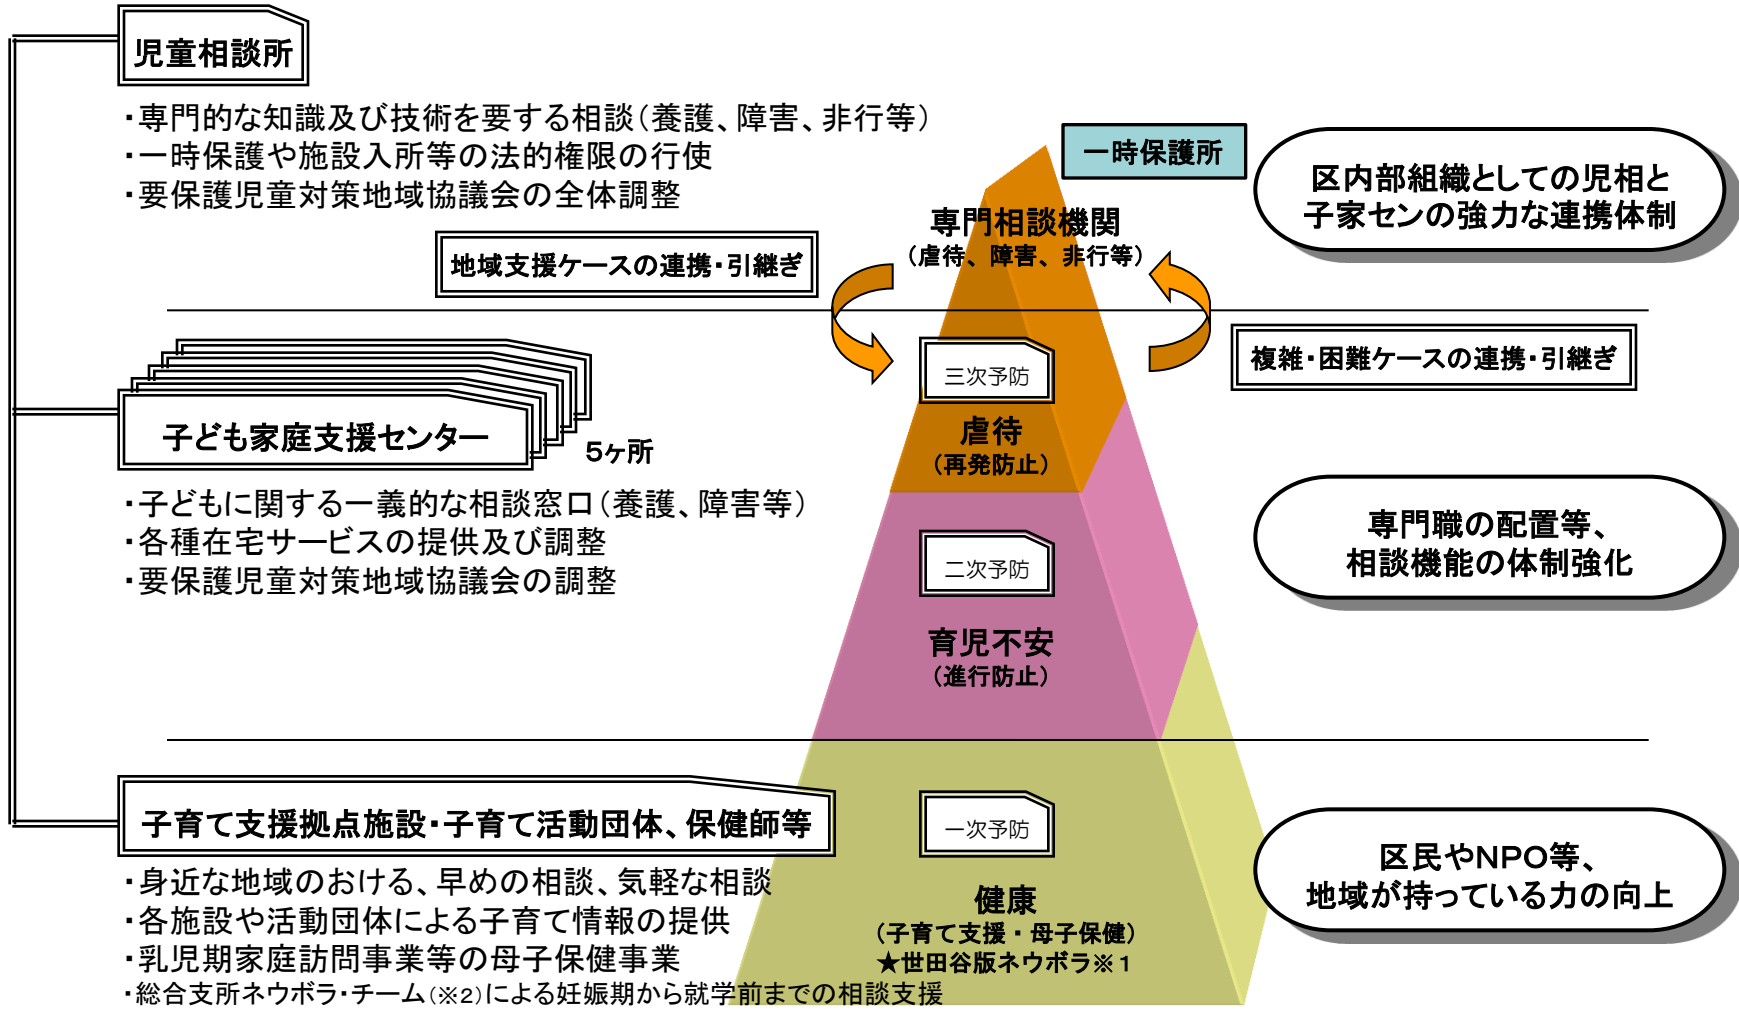 児童相談所
・専門的な知識及び技術を要する相談（養護、障害、非行等）
・一時保護や施設入所等の法的権限の行使
・要保護児童対策地域協議会の全体調整
一時保護所
専門相談機関
（虐待、障害、非行等）
区内部組織としての児相と
子家センの強力な連携体制
地域支援ケースの連携・引継ぎ
複雑・困難ケースの連携・引継ぎ
子ども家庭支援センター
5ヶ所
・子どもに関する一義的な相談窓口（養護、障害等）
・各種在宅サービスの提供及び調整
・要保護児童対策地域協議会の調整
三次予防
虐待
（再発防止）
二次予防
育児不安
（進行防止）
専門職の配置等、
相談機能の体制強化
子育て支援拠点施設・子育て活動団体、保健師等
・身近な地域のおける、早めの相談、気軽な相談
・各施設や活動団体による子育て情報の提供
・乳児期家庭訪問事業等の母子保健事業
・総合支所ネウボラ・チーム（※2）による妊娠期から就学前までの相談支援
一次予防
健康
（子育て支援・母子保健）
★世田谷版ネウボラ※１
区民やNPO等、
地域が持っている力の向上